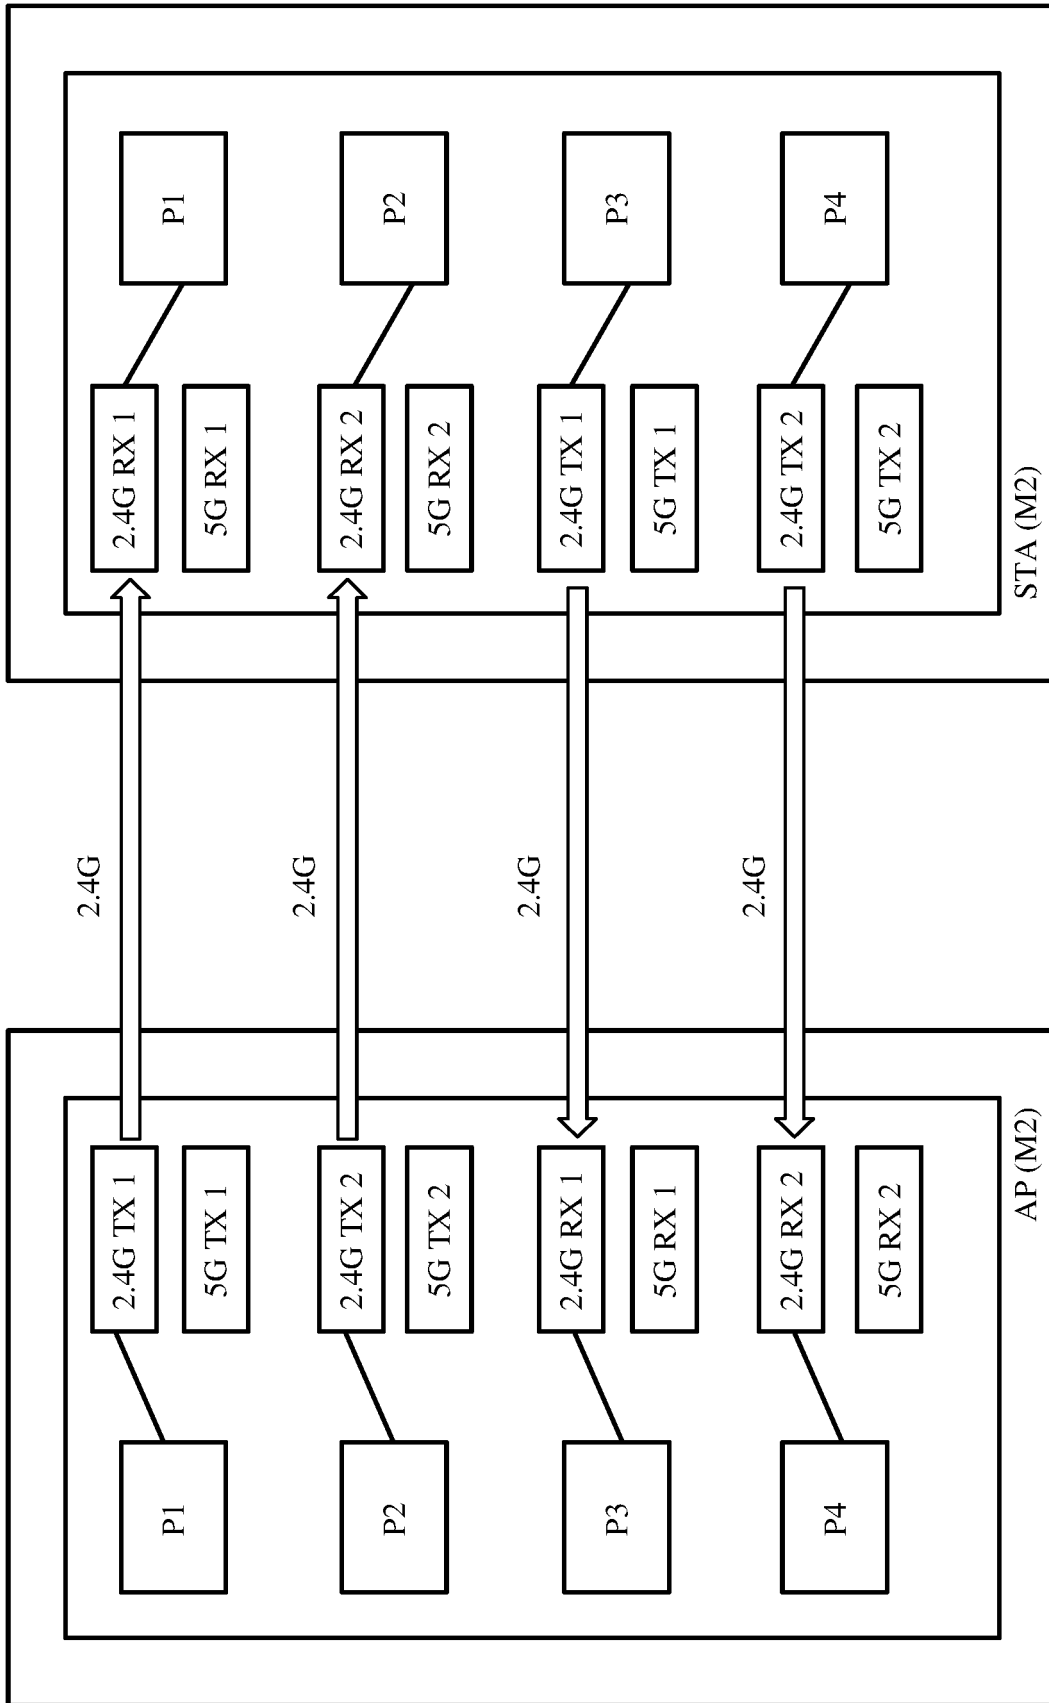 P1
2.4G TX 1
5G TX 1
2.4G
2.4G RX 1
5G RX 1
P1
P2
2.4G TX 2
5G TX 2
2.4G
2.4G RX 2
5G RX 2
P2
P3
2.4G RX 1
5G RX 1
2.4G
2.4G TX 1
5G TX 1
P3
P4
2.4G RX 2
5G RX 2
2.4G
2.4G TX 2
5G TX 2
P4
AP (M2)
STA (M2)